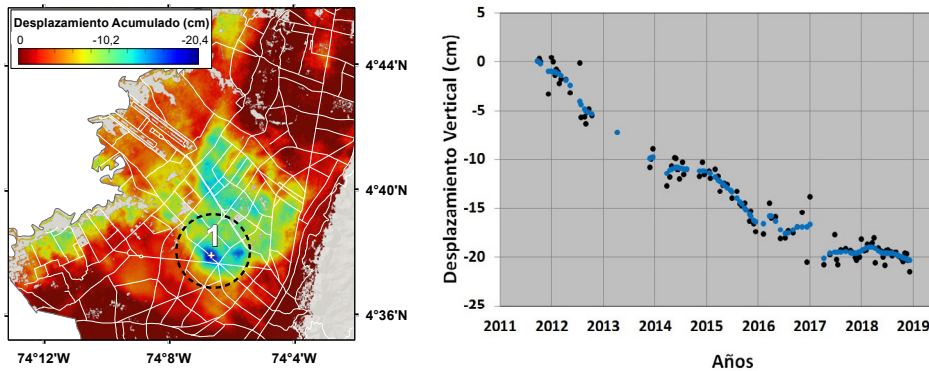 Desplazamiento Acumulado (cm)
0 -10,2 -20,4
4°44'N
4°40'N
4°36'N
1
74°12'W 74°8'W 74°4'W
Desplazamiento Vertical (cm)
5
0
-5
-10
-15
-20
-25
2011 2012 2013 2014 2015 2016 2017 2018 2019
Años